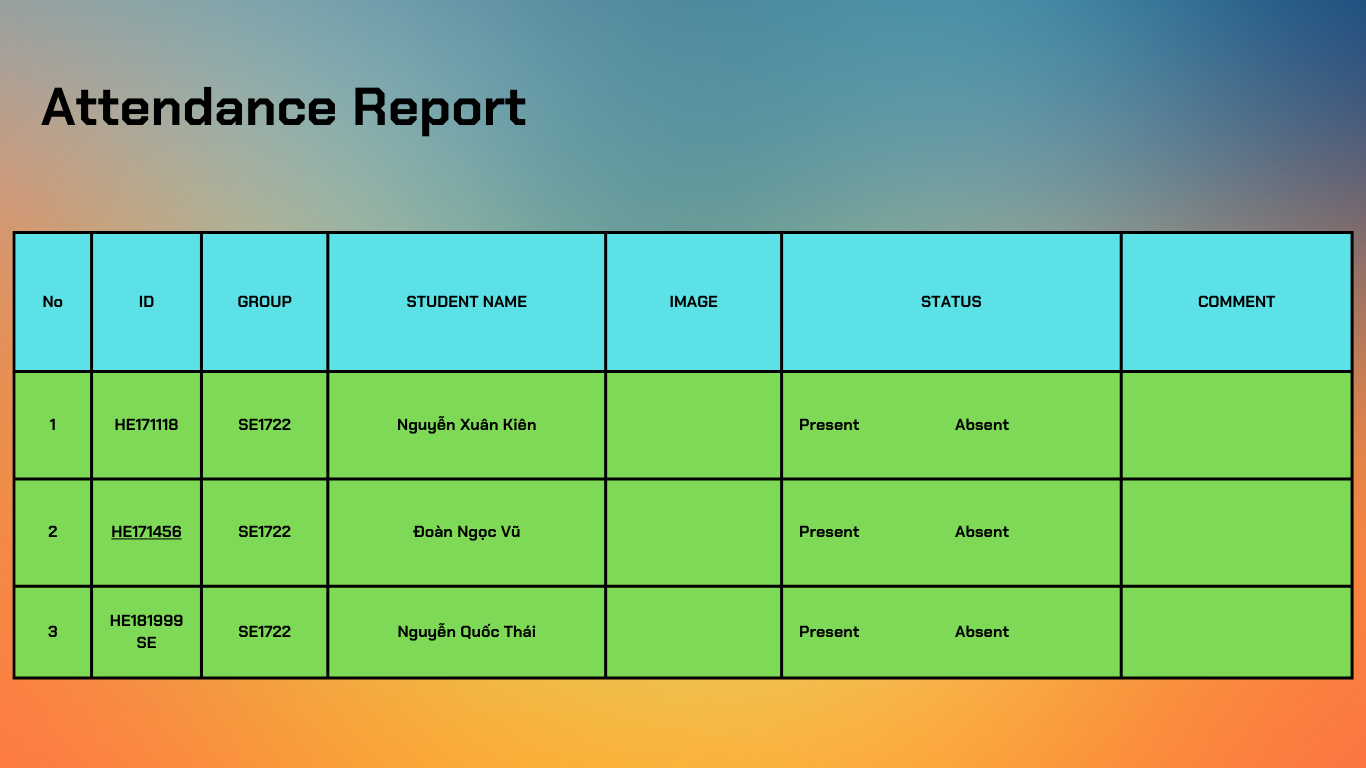 Attendance Report
No ID GROUP STUDENT NAME IMAGE STATUS COMMENT
1 HE171118 SE1722 Nguyễn Xuân Kiên Present Absent
2 HE171456 SE1722 Đoàn Ngọc Vũ Present Absent
3 HE181999 SE SE1722 Nguyễn Quốc Thái Present Absent